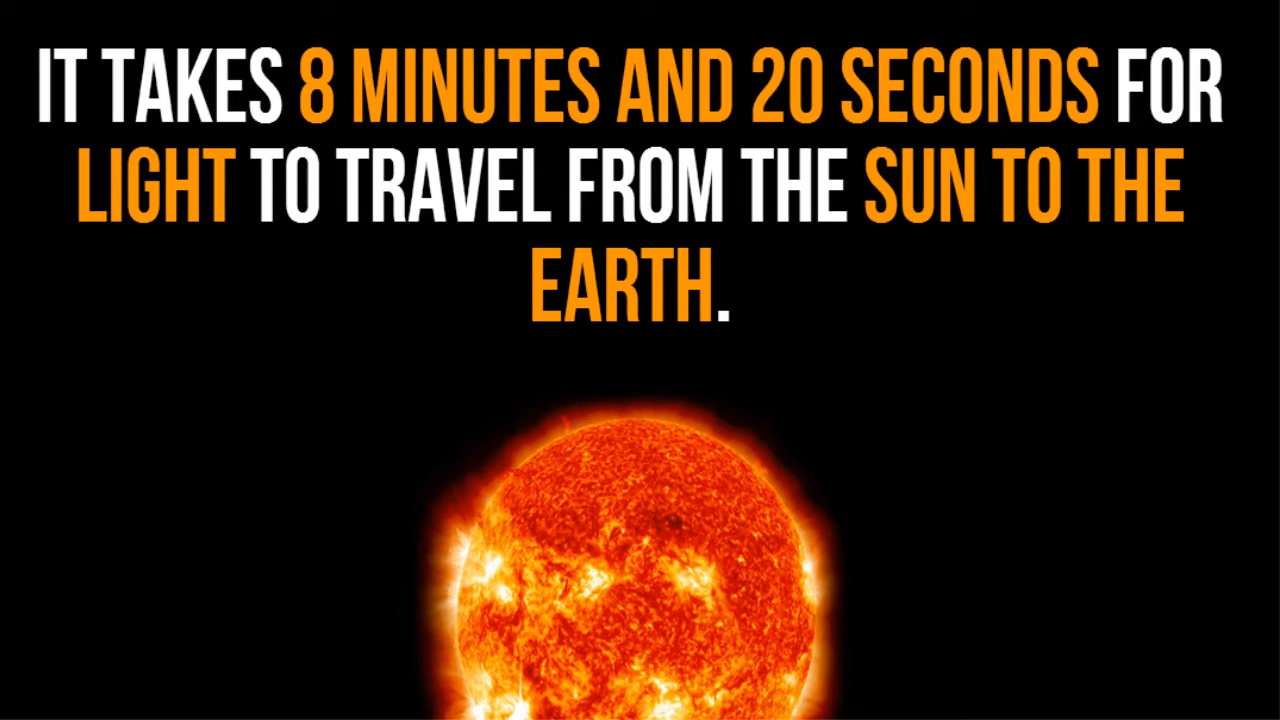 IT TAKES 8 MINUTES AND 20 SECONDS FOR
LIGHT TO TRAVEL FROM THE SUN TO THE
EARTH.